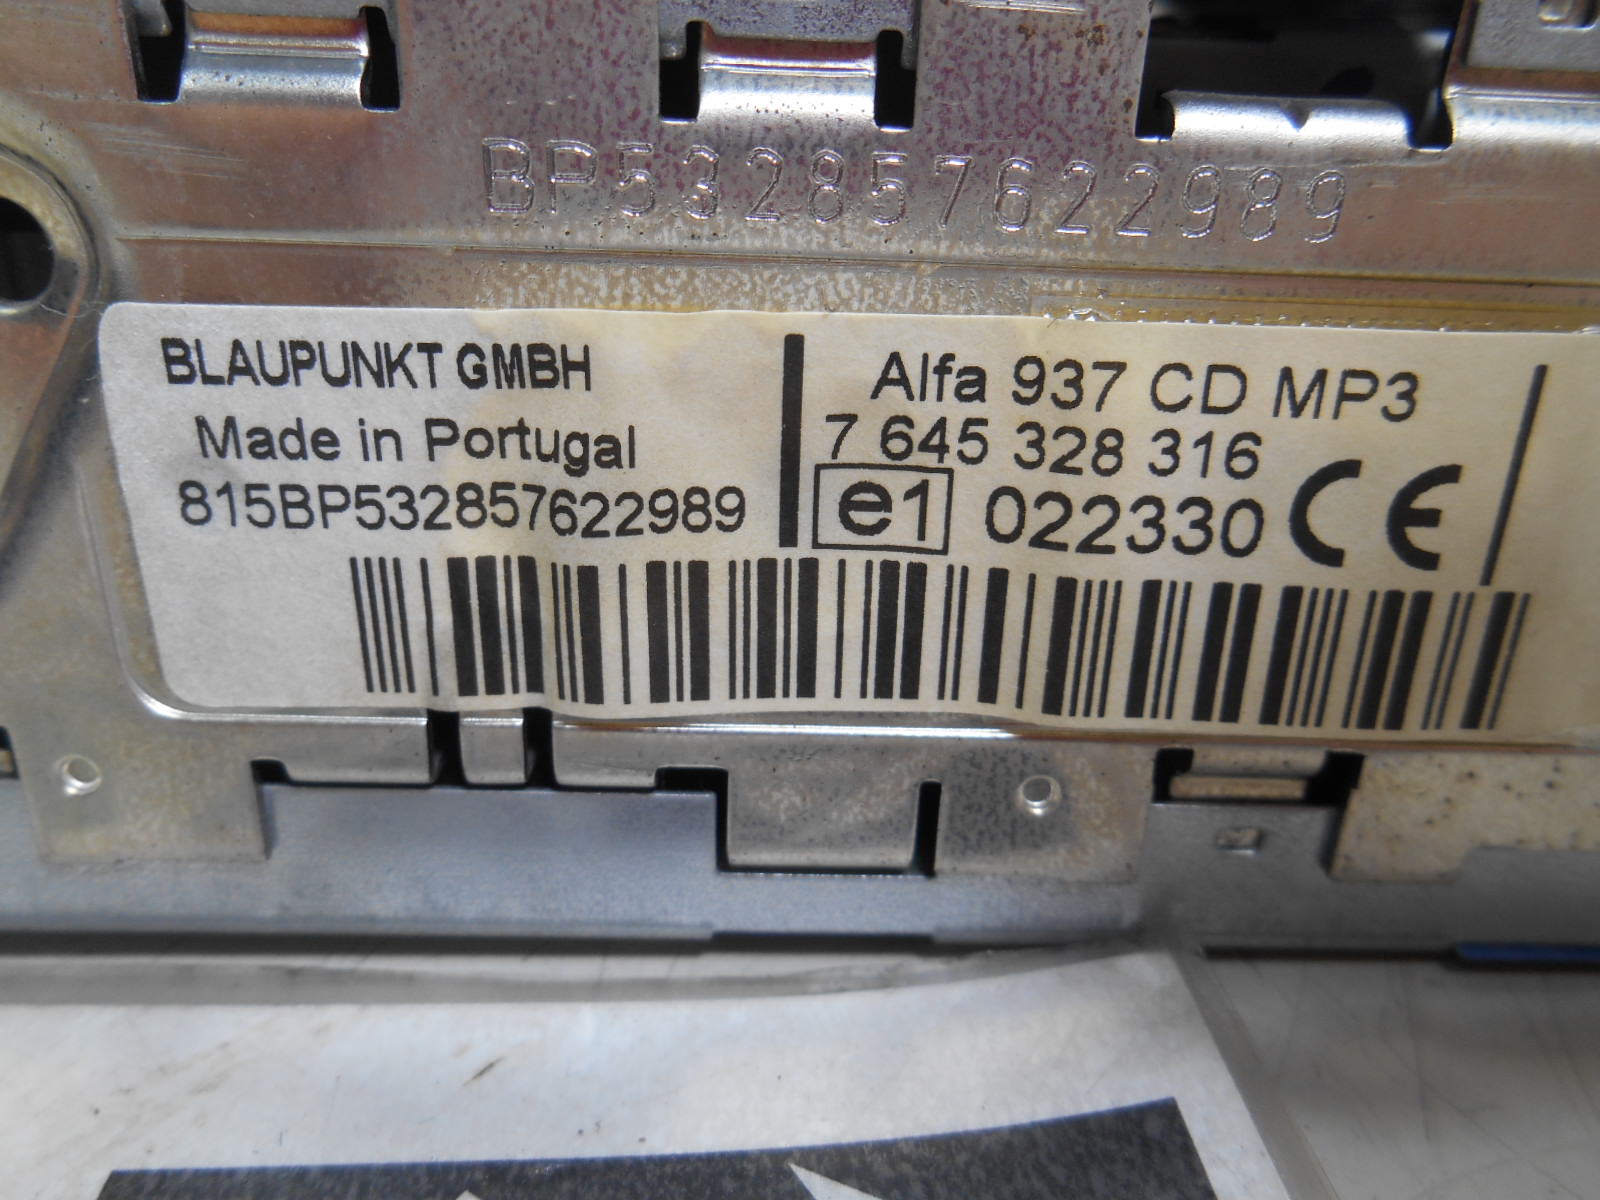 BP532857622989
BLAUPUNKT GMBH
Made in Portugal
815BP532857622989
Alfa 937 CD MP3
7 645 328 316
e1 022330 CE